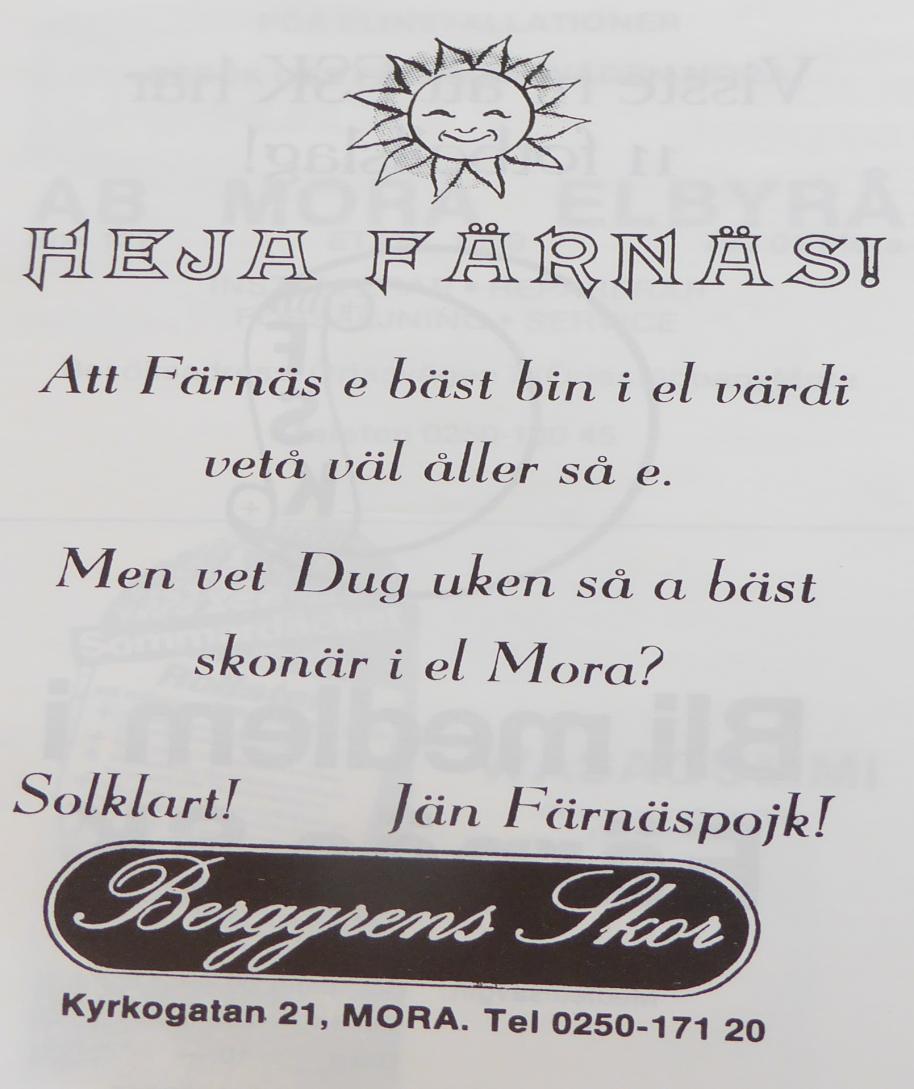 HEJA FÄRNÄS!
Att Färnäs e bäst bin i el värdi
vetå väl åller så e.
Men vet Dug uken så a bäst
skonär i el Mora?
Solklart! Jän Färnäspojk!
Berggrens Skor
Kyrkogatan 21, MORA. Tel 0250-171 20